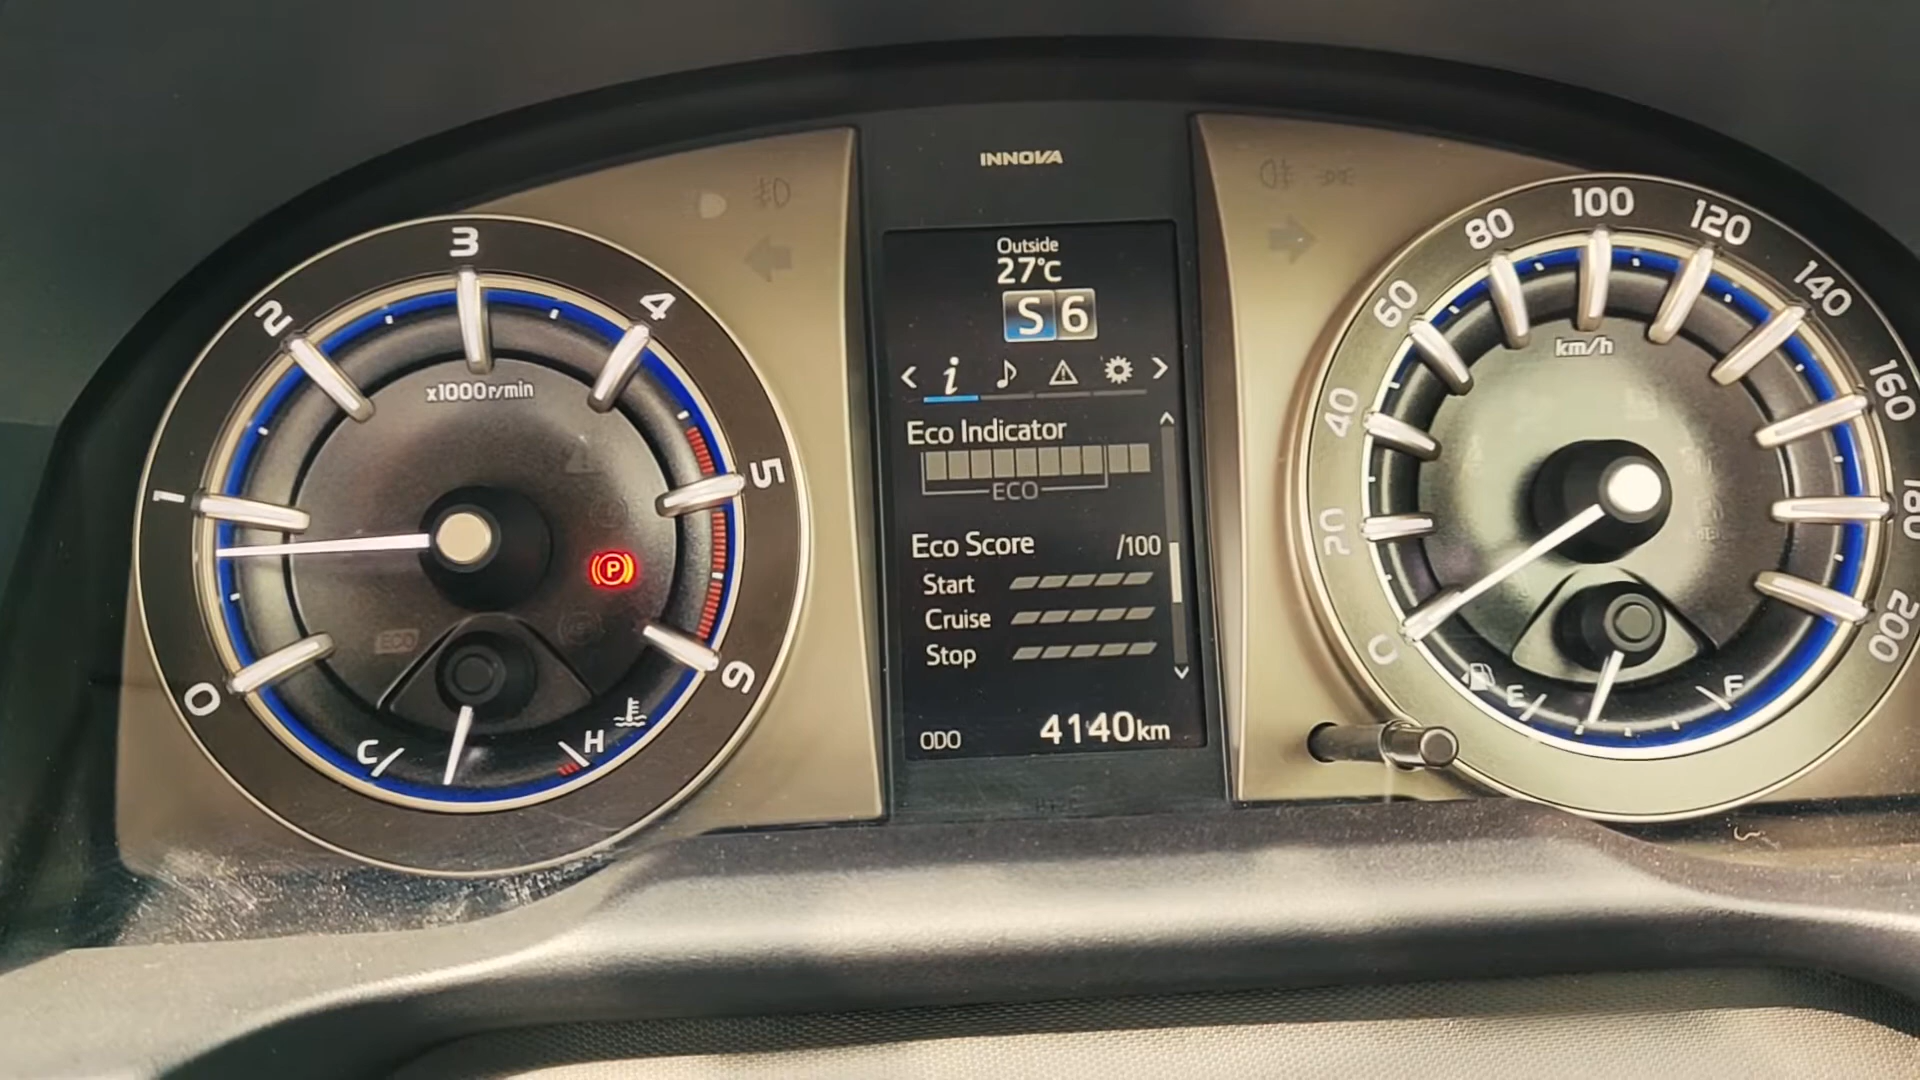 INNOVA
Outside
27°C
S 6
i
Eco Indicator
ECO
Eco Score /100
Start
Cruise
Stop
ODO 4140km
0
1
2
3
4
5
6
x1000r/min
P
ECO
C
H
0
20
40
60
80
100
120
140
160
180
200
km/h
E
F